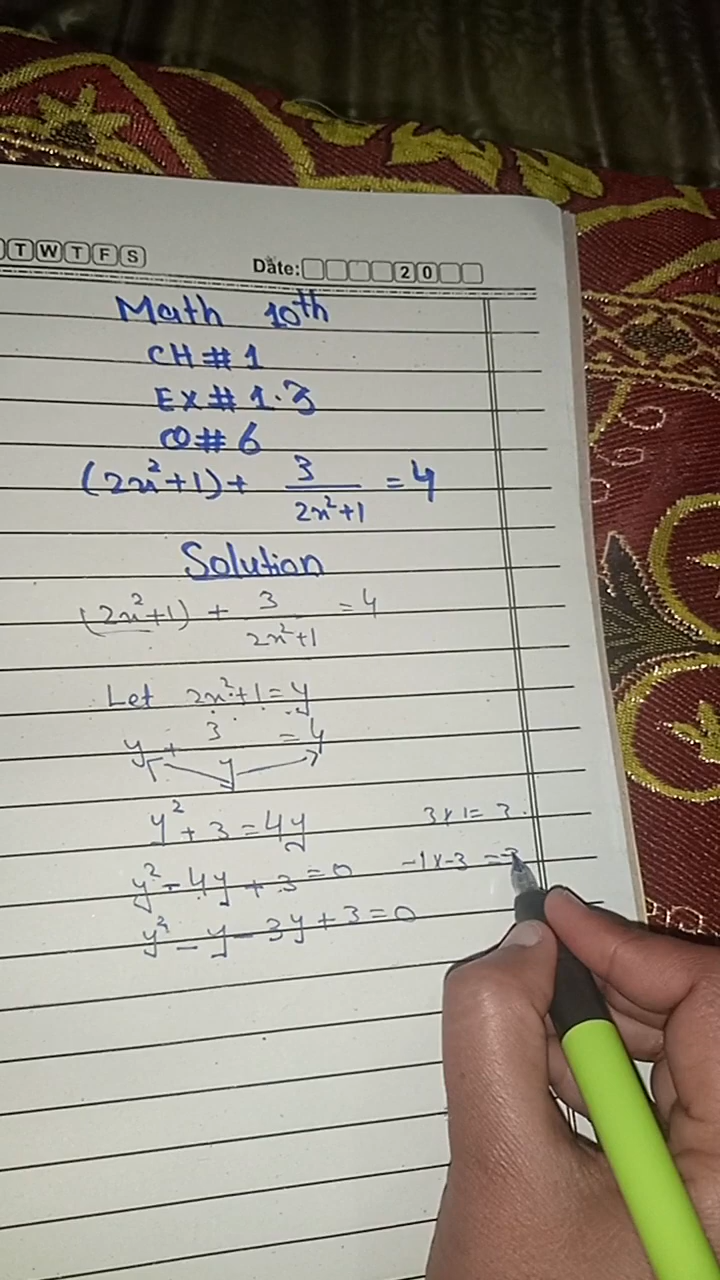 T W T F S Date: 2 0
Math 10th
CH # 1
EX # 1.3
Q# 6
(2x²+1) + 3/(2x²+1) = 4
Solution
(2x²+1) + 3/(2x²+1) = 4
Let 2x²+1 = y
y + 3/y = 4
y² + 3 = 4y
3×1 = 3
y² - 4y + 3 = 0
-1×-3 = 3
y² - y - 3y + 3 = 0